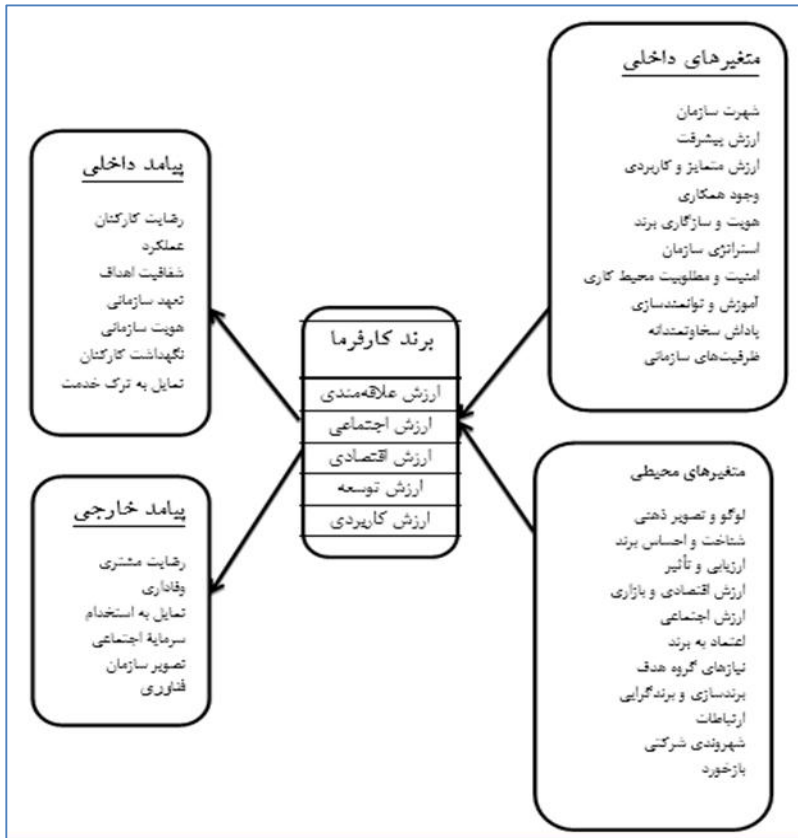 متغیرهای داخلی
شهرت سازمان
ارزش پیشرفت
ارزش متمایز و کاربردی
وجود همکاری
هویت و سازگاری برند
استراتژی سازمان
امنیت و مطلوبیت محیط کاری
آموزش و توانمندسازی
پاداش سخاوتمندانه
ظرفیت‌های سازمانی
متغیرهای محیطی
لوگو و تصویر ذهنی
شناخت و احساس برند
ارزیابی و تأثیر
ارزش اقتصادی و بازاری
ارزش اجتماعی
اعتماد به برند
نیازهای گروه هدف
برندسازی و برندگرایی
ارتباطات
شهروندی شرکتی
بازخورد
برند کارفرما
ارزش علاقه‌مندی
ارزش اجتماعی
ارزش اقتصادی
ارزش توسعه
ارزش کاربردی
پیامد داخلی
رضایت کارکنان
عملکرد
شفافیت اهداف
تعهد سازمانی
هویت سازمانی
نگهداشت کارکنان
تمایل به ترک خدمت
پیامد خارجی
رضایت مشتری
وفاداری
تمایل به استخدام
سرمایۀ اجتماعی
تصویر سازمان
فناوری